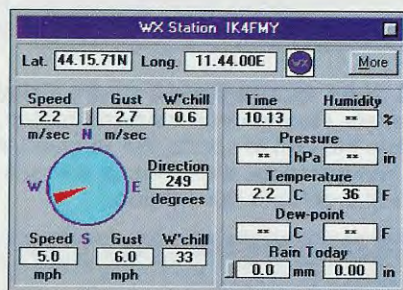 WX Station IK4FMY
Lat. 44.15.71N Long. 11.44.00E WX More
Speed Gust W'chill
2.2 2.7 0.6
m/sec N m/sec
W E
Direction
249
degrees
Speed S Gust W'chill
5.0 6.0 33
mph mph
Time Humidity
10.13 ** %
Pressure
** hPa ** in
Temperature
2.2 C 36 F
Dew-point
** C ** F
Rain Today
0.0 mm 0.00 in